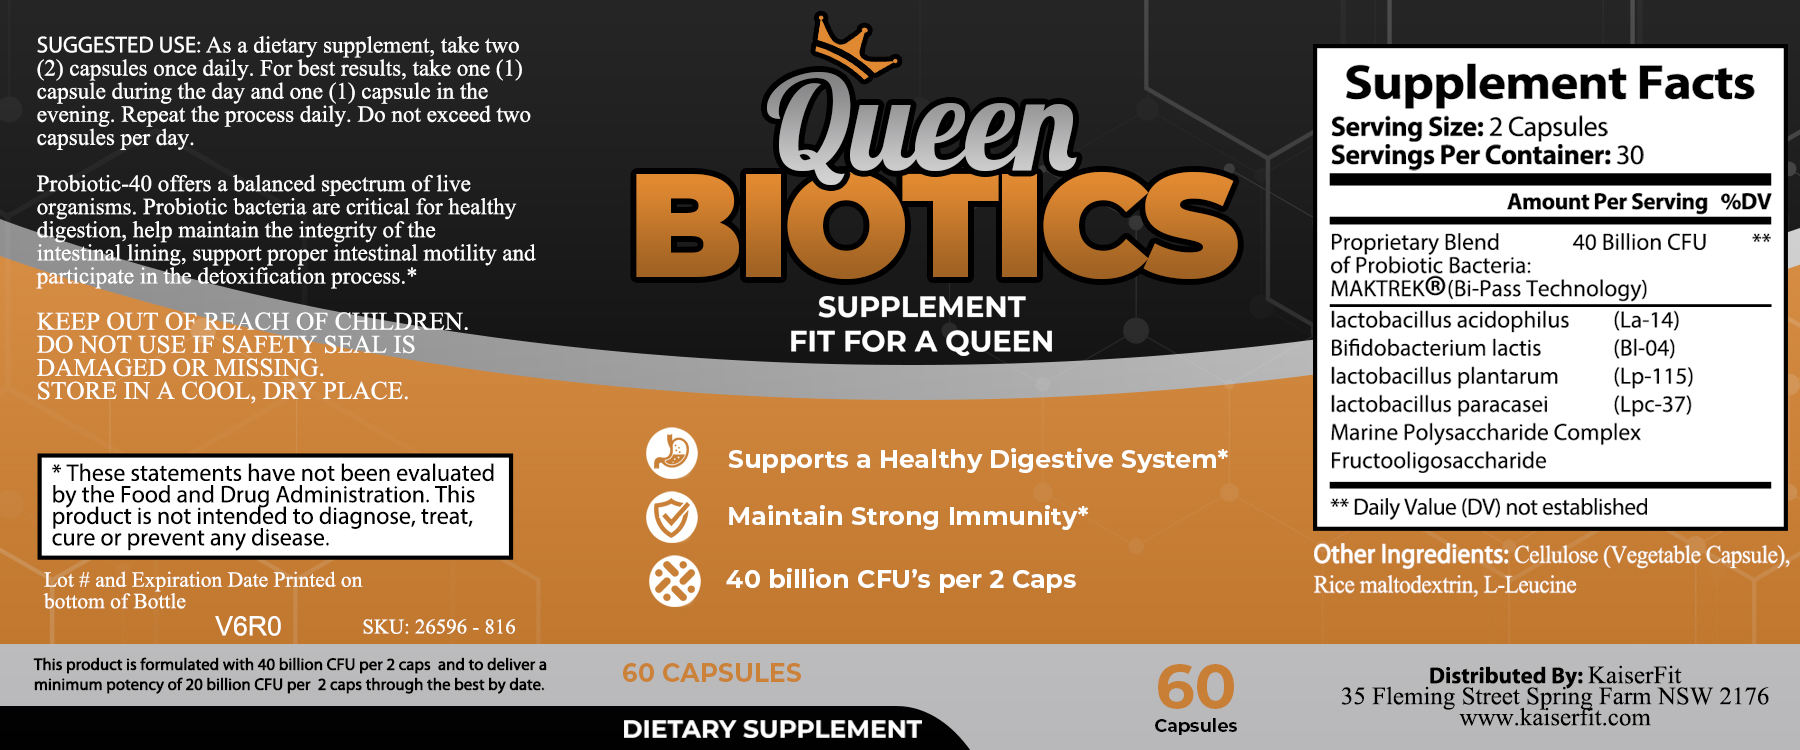 SUGGESTED USE: As a dietary supplement, take two
(2) capsules once daily. For best results, take one (1)
capsule during the day and one (1) capsule in the
evening. Repeat the process daily. Do not exceed two
capsules per day.
Probiotic-40 offers a balanced spectrum of live
organisms. Probiotic bacteria are critical for healthy
digestion, help maintain the integrity of the
intestinal lining, support proper intestinal motility and
participate in the detoxification process.*
KEEP OUT OF REACH OF CHILDREN.
DO NOT USE IF SAFETY SEAL IS
DAMAGED OR MISSING.
STORE IN A COOL, DRY PLACE.
* These statements have not been evaluated
by the Food and Drug Administration. This
product is not intended to diagnose, treat,
cure or prevent any disease.
Lot # and Expiration Date Printed on
bottom of Bottle
V6R0 SKU: 26596 - 816
This product is formulated with 40 billion CFU per 2 caps and to deliver a
minimum potency of 20 billion CFU per 2 caps through the best by date.
Queen
BIOTICS
SUPPLEMENT
FIT FOR A QUEEN
Supports a Healthy Digestive System*
Maintain Strong Immunity*
40 billion CFU's per 2 Caps
60 CAPSULES
DIETARY SUPPLEMENT
60
Capsules
Supplement Facts
Serving Size: 2 Capsules
Servings Per Container: 30
Amount Per Serving %DV
Proprietary Blend 40 Billion CFU **
of Probiotic Bacteria:
MAKTREK®(Bi-Pass Technology)
lactobacillus acidophilus (La-14)
Bifidobacterium lactis (Bl-04)
lactobacillus plantarum (Lp-115)
lactobacillus paracasei (Lpc-37)
Marine Polysaccharide Complex
Fructooligosaccharide
** Daily Value (DV) not established
Other Ingredients: Cellulose (Vegetable Capsule),
Rice maltodextrin, L-Leucine
Distributed By: KaiserFit
35 Fleming Street Spring Farm NSW 2176
www.kaiserfit.com